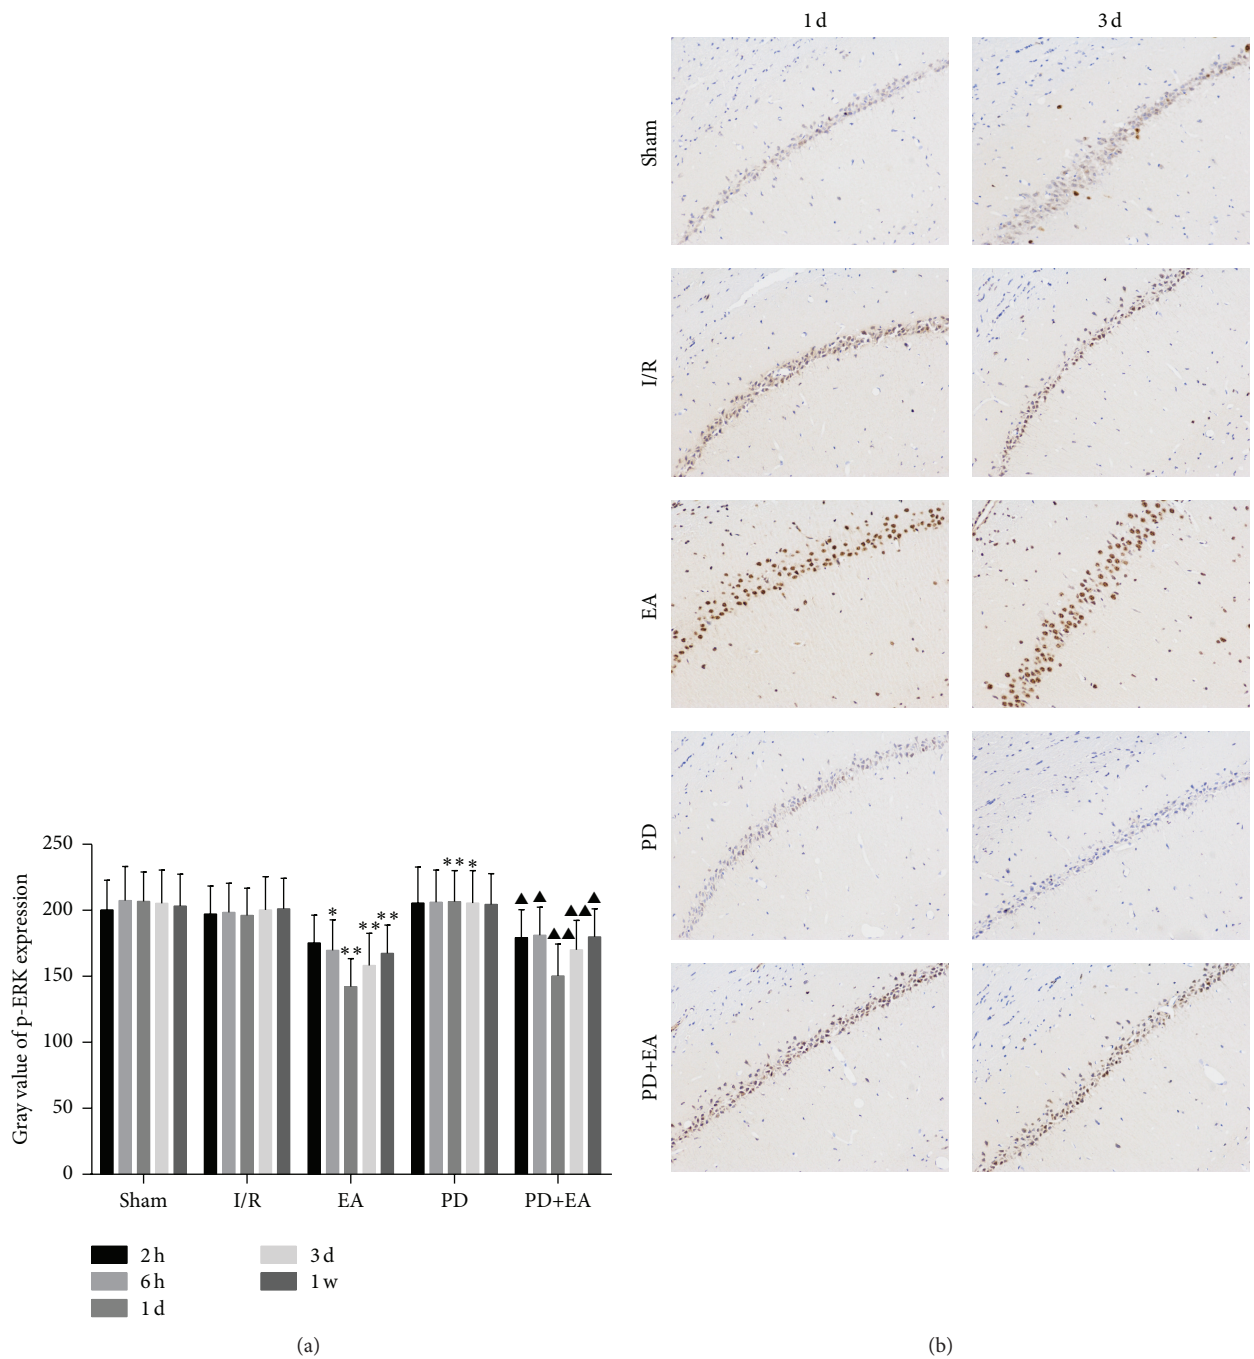 1 d
3 d
Sham
I/R
EA
PD
PD+EA
Gray value of p-ERK expression
250
200
150
100
50
0
* ** ** **
** *
▲ ▲ ▲▲ ▲▲ ▲
Sham I/R EA PD PD+EA
2 h
6 h
1 d
3 d
1 w
(a)
(b)